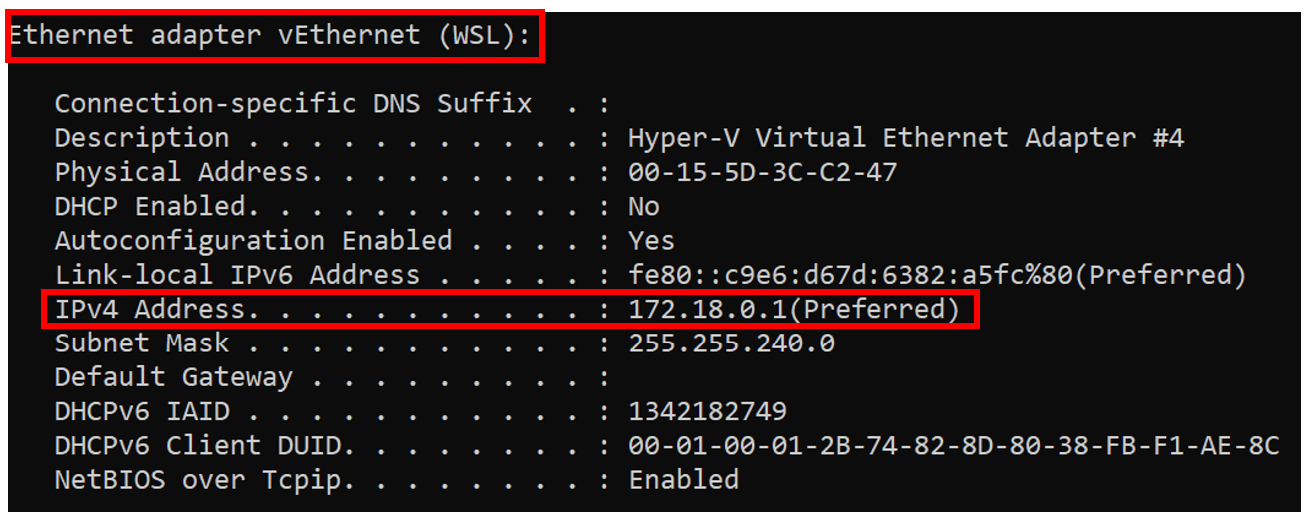 Ethernet adapter vEthernet (WSL):
Connection-specific DNS Suffix  . :
Description . . . . . . . . . . . : Hyper-V Virtual Ethernet Adapter #4
Physical Address. . . . . . . . . : 00-15-5D-3C-C2-47
DHCP Enabled. . . . . . . . . . . : No
Autoconfiguration Enabled . . . . : Yes
Link-local IPv6 Address . . . . . : fe80::c9e6:d67d:6382:a5fc%80(Preferred)
IPv4 Address. . . . . . . . . . . : 172.18.0.1(Preferred)
Subnet Mask . . . . . . . . . . . : 255.255.240.0
Default Gateway . . . . . . . . . :
DHCPv6 IAID . . . . . . . . . . . : 1342182749
DHCPv6 Client DUID. . . . . . . . : 00-01-00-01-2B-74-82-8D-80-38-FB-F1-AE-8C
NetBIOS over Tcpip. . . . . . . . : Enabled